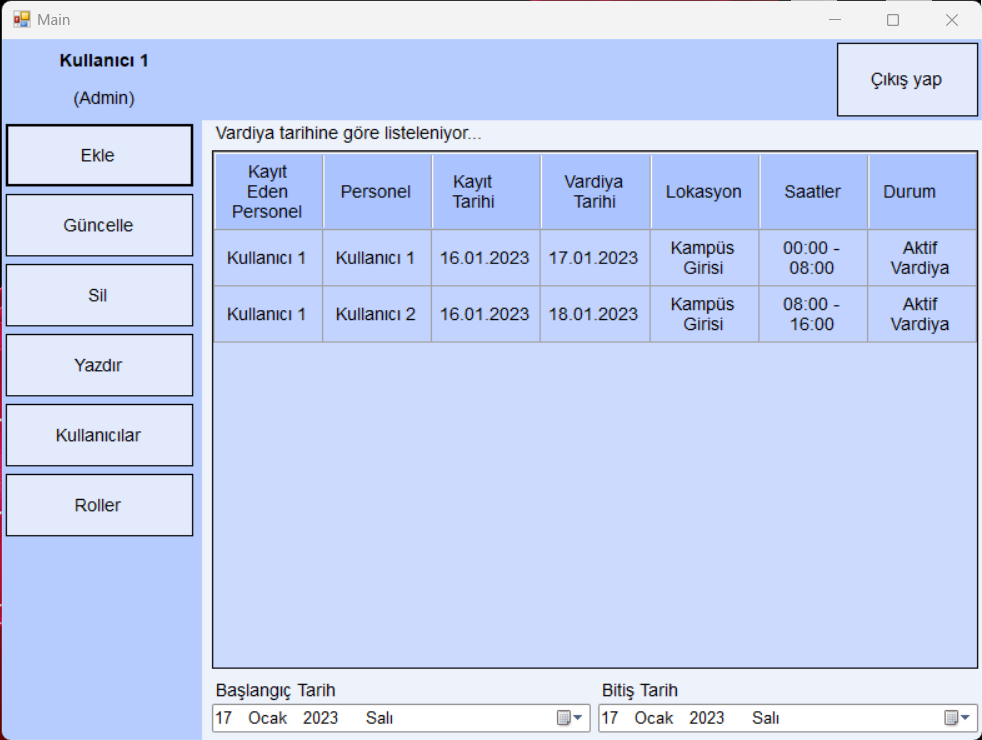 Main
Kullanıcı 1
(Admin)
Çıkış yap
Ekle
Güncelle
Sil
Yazdır
Kullanıcılar
Roller
Vardiya tarihine göre listeleniyor...
Kayıt
Eden
Personel
Personel
Kayıt
Tarihi
Vardiya
Tarihi
Lokasyon
Saatler
Durum
Kullanıcı 1
Kullanıcı 1
16.01.2023
17.01.2023
Kampüs
Girisi
00:00 -
08:00
Aktif
Vardiya
Kullanıcı 1
Kullanıcı 2
16.01.2023
18.01.2023
Kampüs
Girisi
08:00 -
16:00
Aktif
Vardiya
Başlangıç Tarih
17 Ocak 2023 Salı
Bitiş Tarih
17 Ocak 2023 Salı